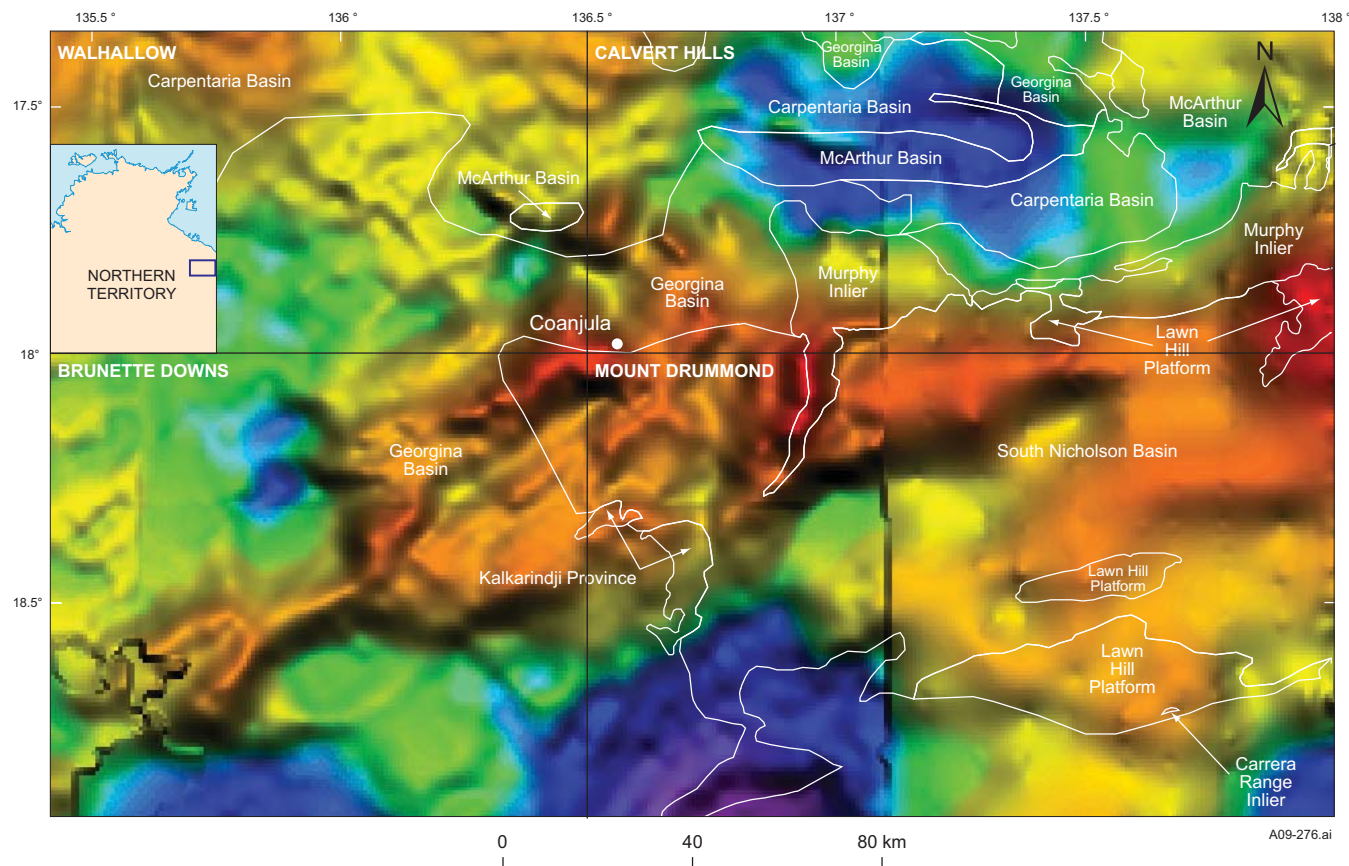 135.5 °
136 °
136.5 °
137 °
137.5 °
138 °
WALHALLOW
Carpentaria Basin
CALVERT HILLS
Georgina
Basin
Georgina
Basin
N
17.5°
Carpentaria Basin
McArthur
Basin
McArthur Basin
McArthur Basin
Carpentaria Basin
Murphy
Inlier
NORTHERN
TERRITORY
Georgina
Basin
Murphy
Inlier
Coanjula
Lawn
Hill
Platform
18°
BRUNETTE DOWNS
MOUNT DRUMMOND
Georgina
Basin
South Nicholson Basin
Kalkarindji Province
Lawn Hill
Platform
18.5°
Lawn
Hill
Platform
Carrera
Range
Inlier
0
40
80 km
A09-276.ai